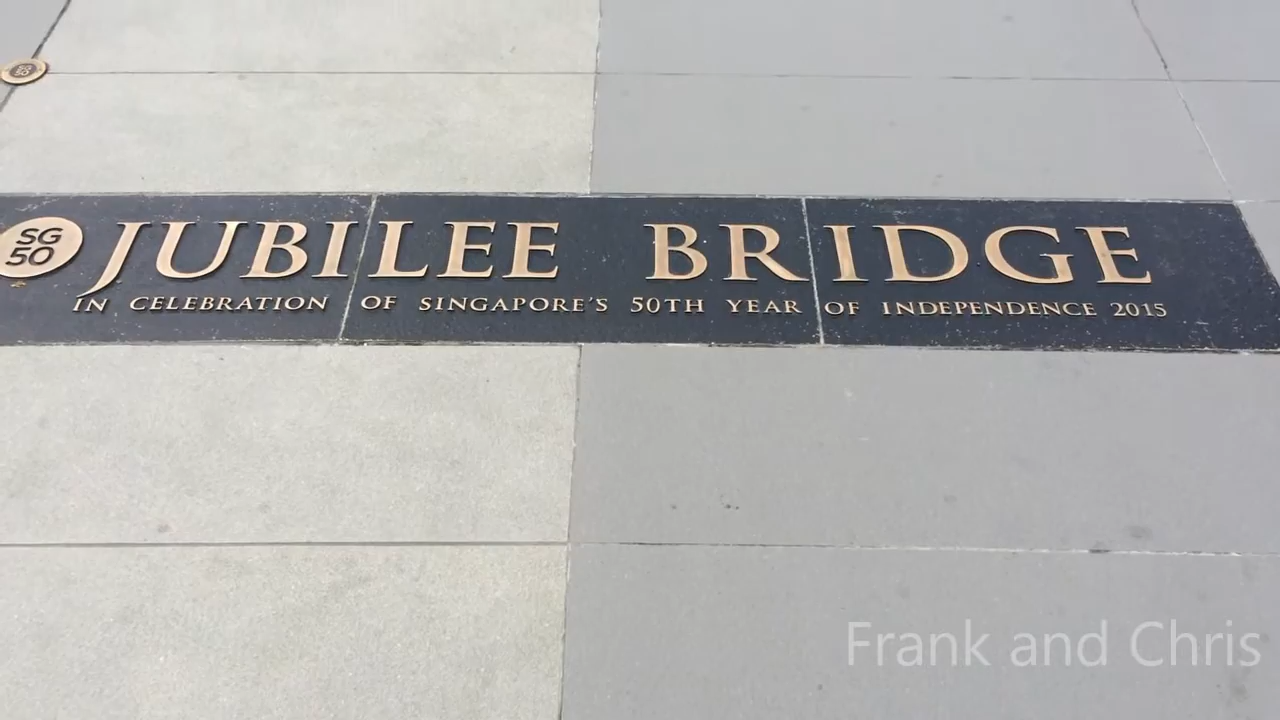 SG
50
JUBILEE BRIDGE
IN CELEBRATION OF SINGAPORE'S 50TH YEAR OF INDEPENDENCE 2015
Frank and Chris